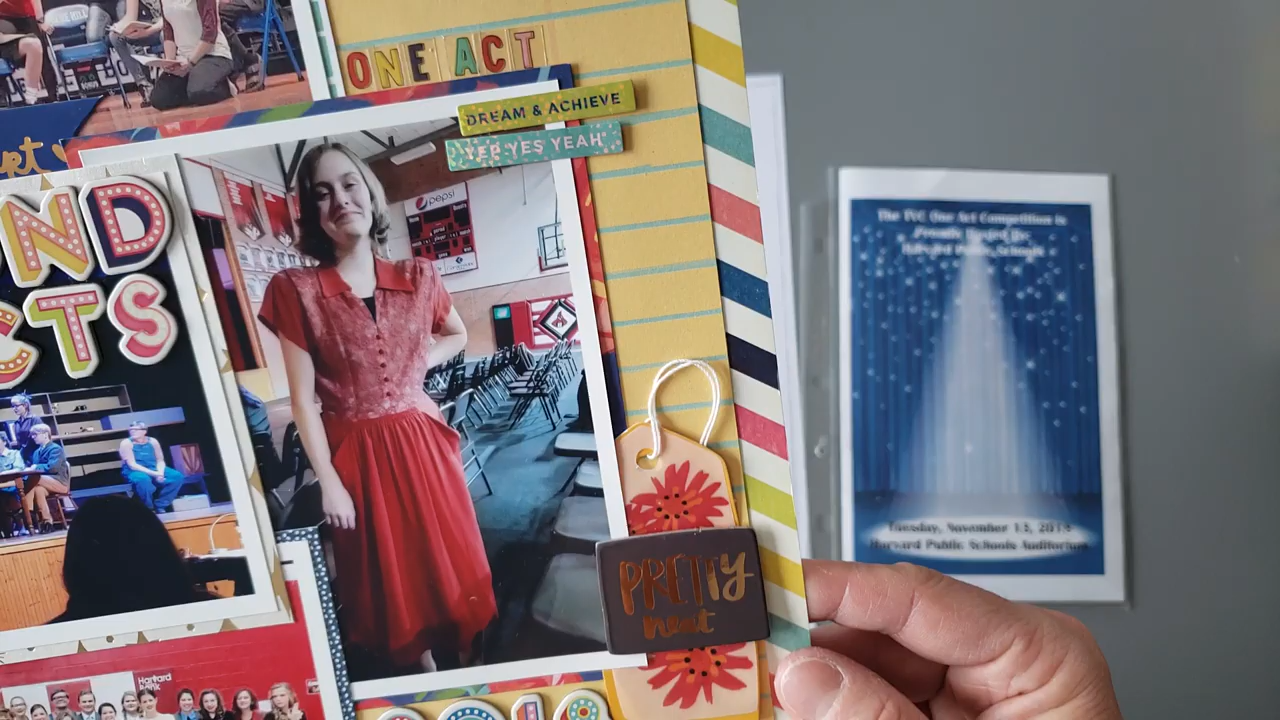 ONE ACT
DREAM & ACHIEVE
YEP YES YEAH
ND
CTS
pepsi
PRETTY
neat
Harvard
The TVC One Act Competition is
Proudly Hosted By:
Harvard Public Schools
Tuesday, November 13, 2018
Harvard Public Schools Auditorium